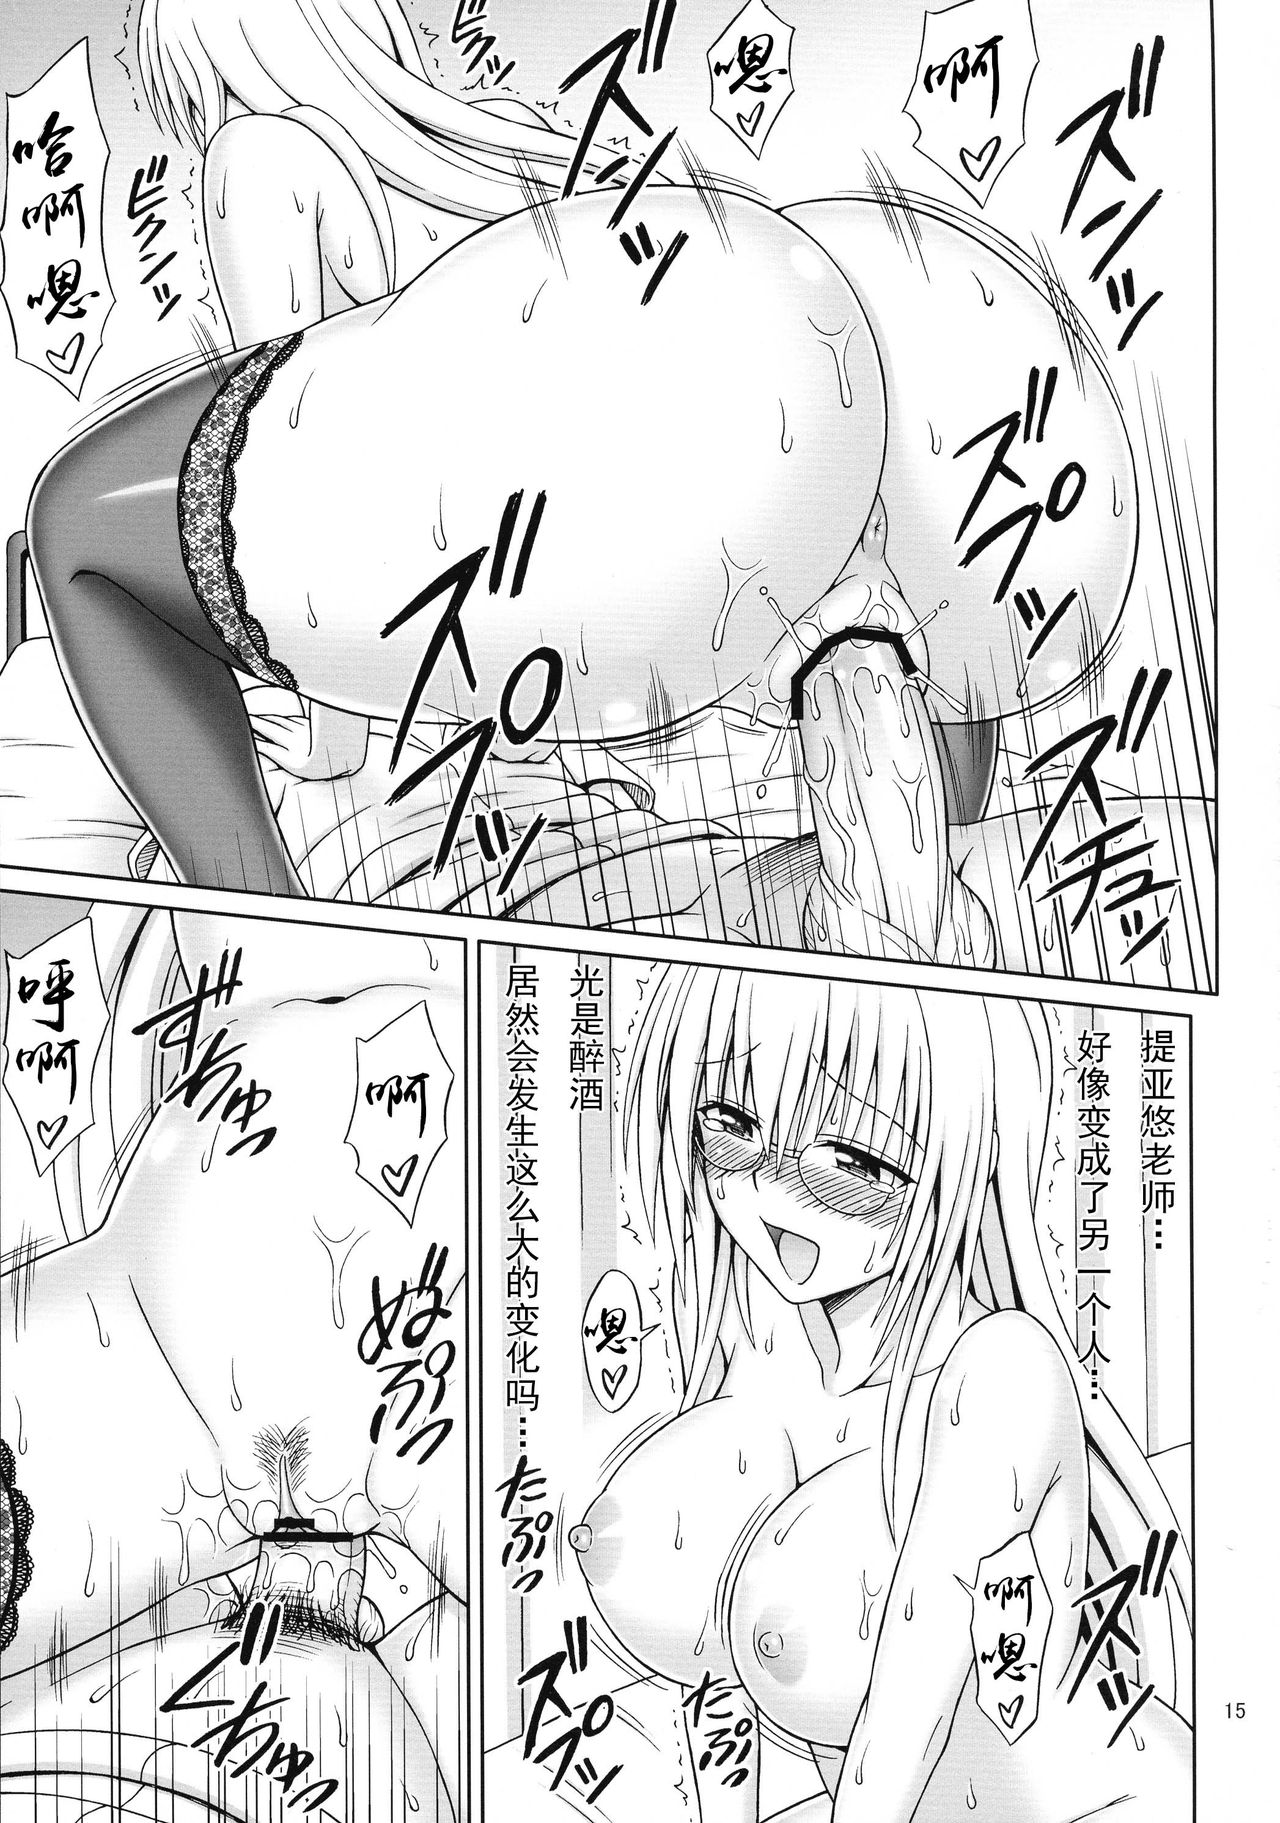 啊♡
嗯♡
哈啊嗯♡
ビクンッ
ビクンッ
ズンッ
ズンッ
ズプッ
ズプッ
ズチュッ
提亚悠老师…
好像变成了另一个人…
光是醉酒
居然会发生这么大的变化吗…
嗯♡
啊嗯♡
たぷっ
たぷっ
ズッ
ズプッ
啊♡
呼啊♡
ずちゅっ
ぬぷっ
ぐちゅっ
15